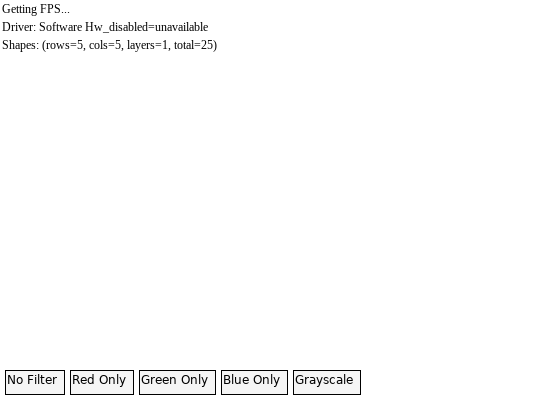 Getting FPS...
Driver: Software Hw_disabled=unavailable
Shapes: (rows=5, cols=5, layers=1, total=25)
No Filter Red Only Green Only Blue Only Grayscale